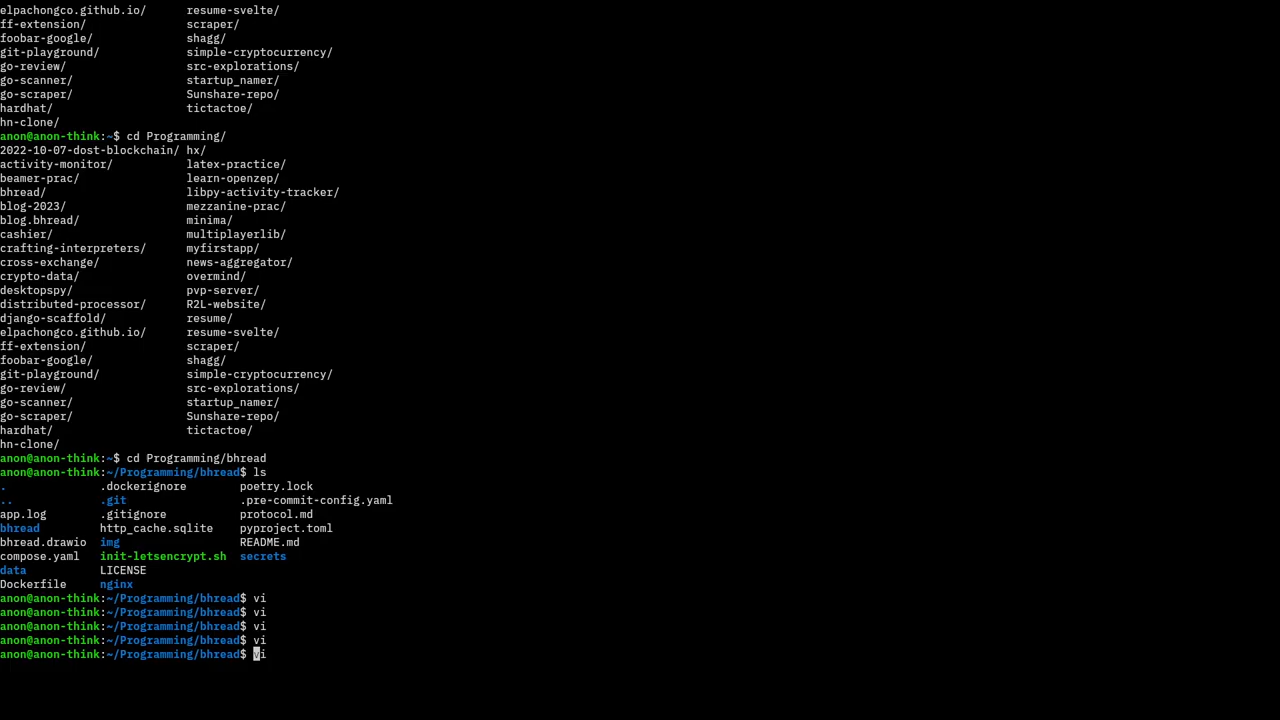 elpachongco.github.io/      resume-svelte/
ff-extension/               scraper/
foobar-google/              shagg/
git-playground/             simple-cryptocurrency/
go-review/                  src-explorations/
go-scanner/                 startup_namer/
go-scraper/                 Sunshare-repo/
hardhat/                    tictactoe/
hn-clone/
anon@anon-think:~$ cd Programming/
2022-10-07-dost-blockchain/ hx/
activity-monitor/           latex-practice/
beamer-prac/                learn-openzep/
bhread/                     libpy-activity-tracker/
blog-2023/                  mezzanine-prac/
blog.bhread/                minima/
cashier/                    multiplayerlib/
crafting-interpreters/      myfirstapp/
cross-exchange/             news-aggregator/
crypto-data/                overmind/
desktopspy/                 pvp-server/
distributed-processor/      R2L-website/
django-scaffold/            resume/
elpachongco.github.io/      resume-svelte/
ff-extension/               scraper/
foobar-google/              shagg/
git-playground/             simple-cryptocurrency/
go-review/                  src-explorations/
go-scanner/                 startup_namer/
go-scraper/                 Sunshare-repo/
hardhat/                    tictactoe/
hn-clone/
anon@anon-think:~$ cd Programming/bhread
anon@anon-think:~/Programming/bhread$ ls
.              .dockerignore       poetry.lock
..             .git                .pre-commit-config.yaml
app.log        .gitignore          protocol.md
bhread         http_cache.sqlite   pyproject.toml
bhread.drawio  img                 README.md
compose.yaml   init-letsencrypt.sh  secrets
data           LICENSE
Dockerfile     nginx
anon@anon-think:~/Programming/bhread$ vi
anon@anon-think:~/Programming/bhread$ vi
anon@anon-think:~/Programming/bhread$ vi
anon@anon-think:~/Programming/bhread$ vi
anon@anon-think:~/Programming/bhread$ vi